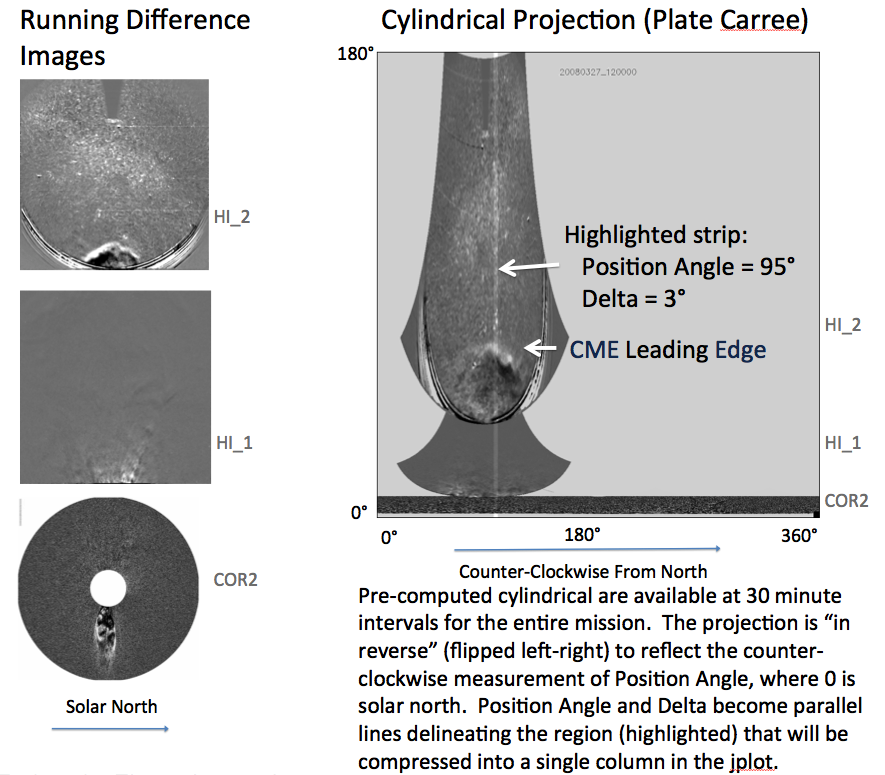 Running Difference
Images
HI_2
HI_1
COR2
Solar North
Cylindrical Projection (Plate Carree)
180°
20080327_120000
Highlighted strip:
Position Angle = 95°
Delta = 3°
CME Leading Edge
HI_2
HI_1
COR2
0°
0°
180°
360°
Counter-Clockwise From North
Pre-computed cylindrical are available at 30 minute
intervals for the entire mission. The projection is “in
reverse” (flipped left-right) to reflect the counter-
clockwise measurement of Position Angle, where 0 is
solar north. Position Angle and Delta become parallel
lines delineating the region (highlighted) that will be
compressed into a single column in the jplot.